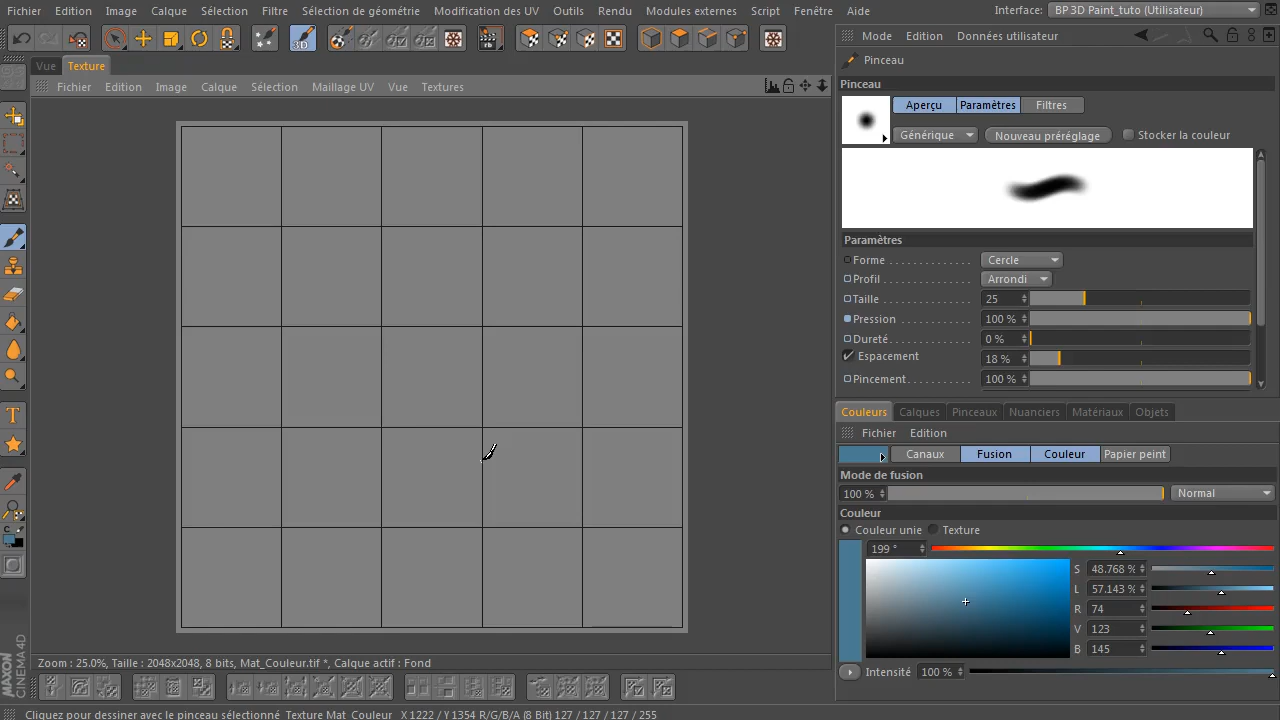 Fichier Edition Image Calque Sélection Filtre Sélection de géométrie Modification des UV Outils Rendu Modules externes Script Fenêtre Aide Interface: BP 3D Paint_tuto (Utilisateur)
3D
Mode Edition Données utilisateur
Vue Texture
Pinceau
Fichier Edition Image Calque Sélection Maillage UV Vue Textures
Pinceau
Aperçu Paramètres Filtres
Générique Nouveau préréglage Stocker la couleur
Paramètres
Forme Cercle
Profil Arrondi
Taille 25
Pression 100 %
Dureté 0 %
Espacement 18 %
Pincement 100 %
Couleurs Calques Pinceaux Nuanciers Matériaux Objets
Fichier Edition
Canaux Fusion Couleur Papier peint
Mode de fusion
100 % Normal
Couleur
Couleur unie Texture
199 °
S 48.768 %
L 57.143 %
R 74
V 123
B 145
Intensité 100 %
Zoom : 25.0%, Taille : 2048x2048, 8 bits, Mat_Couleur.tif *, Calque actif : Fond
MAXON CINEMA 4D
Cliquez pour dessiner avec le pinceau sélectionné Texture Mat_Couleur X 1222 / Y 1354 R/G/B/A (8 Bit) 127 / 127 / 127 / 255